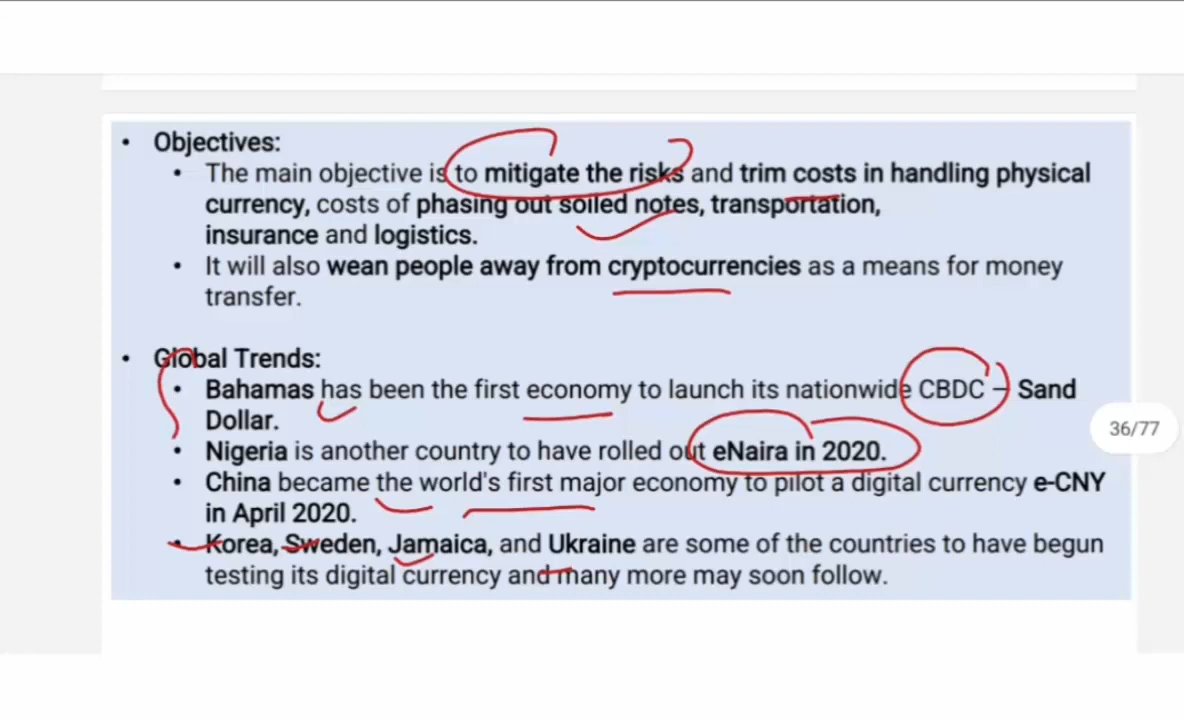 • Objectives:
• The main objective is to mitigate the risks and trim costs in handling physical
currency, costs of phasing out soiled notes, transportation,
insurance and logistics.
• It will also wean people away from cryptocurrencies as a means for money
transfer.
• Global Trends:
• Bahamas has been the first economy to launch its nationwide CBDC – Sand
Dollar.
36/77
• Nigeria is another country to have rolled out eNaira in 2020.
• China became the world's first major economy to pilot a digital currency e-CNY
in April 2020.
• Korea, Sweden, Jamaica, and Ukraine are some of the countries to have begun
testing its digital currency and many more may soon follow.